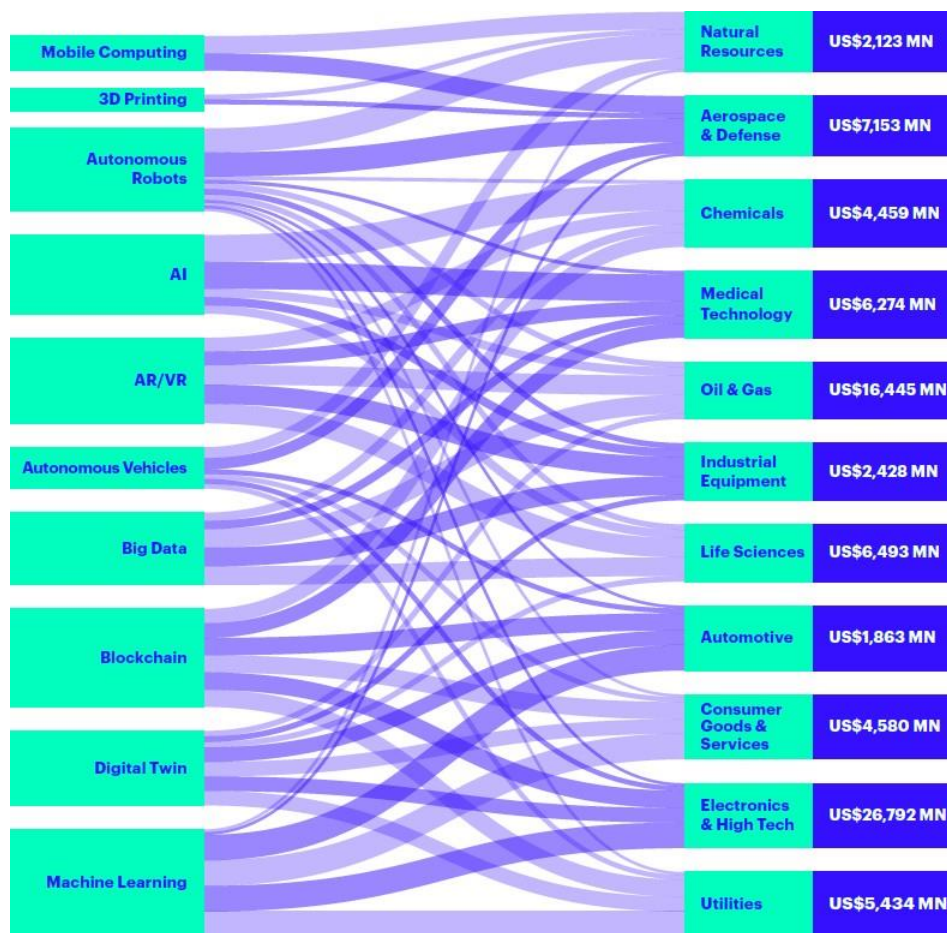 Mobile Computing
3D Printing
Autonomous
Robots
AI
AR/VR
Autonomous Vehicles
Big Data
Blockchain
Digital Twin
Machine Learning
Natural
Resources
US$2,123 MN
Aerospace
& Defense
US$7,153 MN
Chemicals
US$4,459 MN
Medical
Technology
US$6,274 MN
Oil & Gas
US$16,445 MN
Industrial
Equipment
US$2,428 MN
Life Sciences
US$6,493 MN
Automotive
US$1,863 MN
Consumer
Goods &
Services
US$4,580 MN
Electronics
& High Tech
US$26,792 MN
Utilities
US$5,434 MN